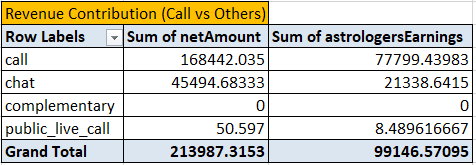 Revenue Contribution (Call vs Others)
Row Labels Sum of netAmount Sum of astrologersEarnings
call 168442.035 77799.43983
chat 45494.68333 21338.6415
complementary 0 0
public_live_call 50.597 8.489616667
Grand Total 213987.3153 99146.57095